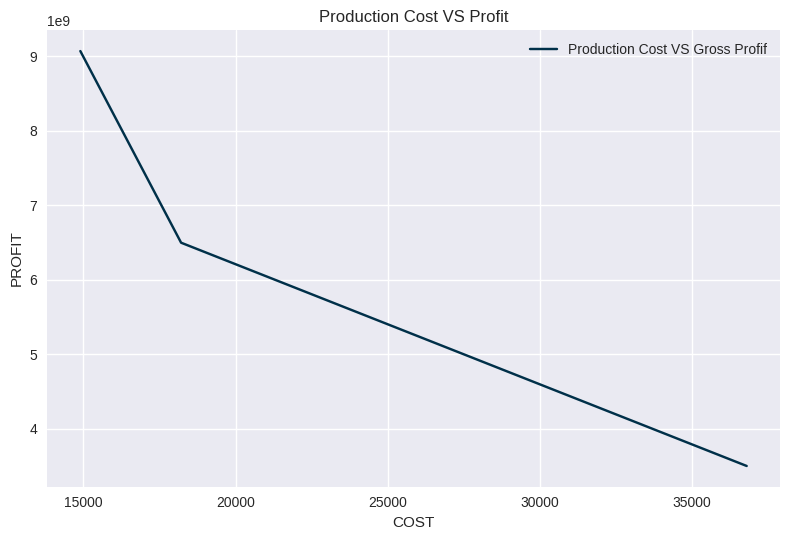 Production Cost VS Profit
1e9
Production Cost VS Gross Profif
9
8
7
6
5
4
PROFIT
15000 20000 25000 30000 35000
COST